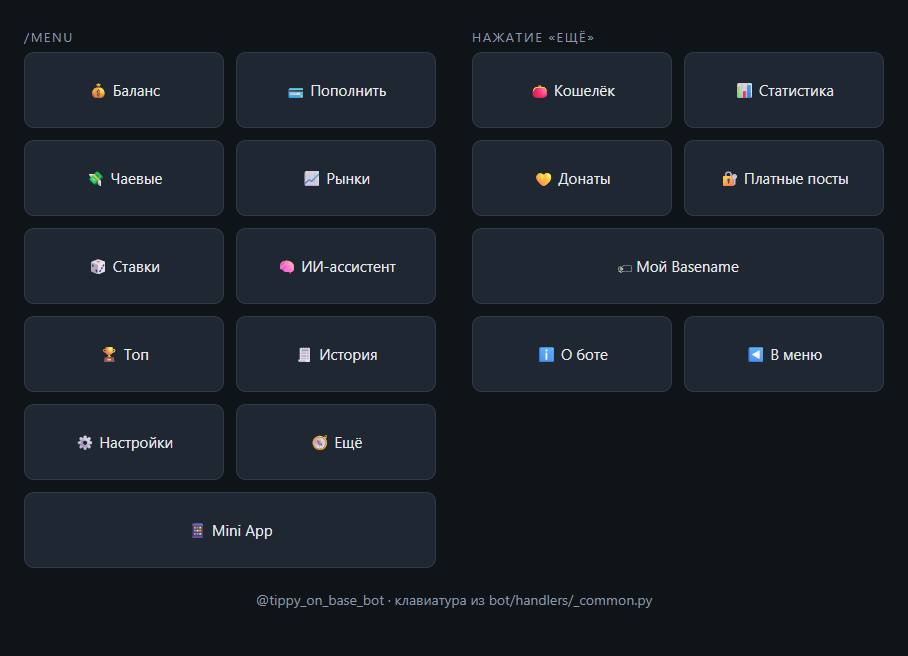 /MENU
Баланс
Пополнить
Чаевые
Рынки
Ставки
ИИ-ассистент
Топ
История
Настройки
Ещё
Mini App
НАЖАТИЕ «ЕЩЁ»
Кошелёк
Статистика
Донаты
Платные посты
Мой Basename
О боте
В меню
@tippy_on_base_bot · клавиатура из bot/handlers/_common.py